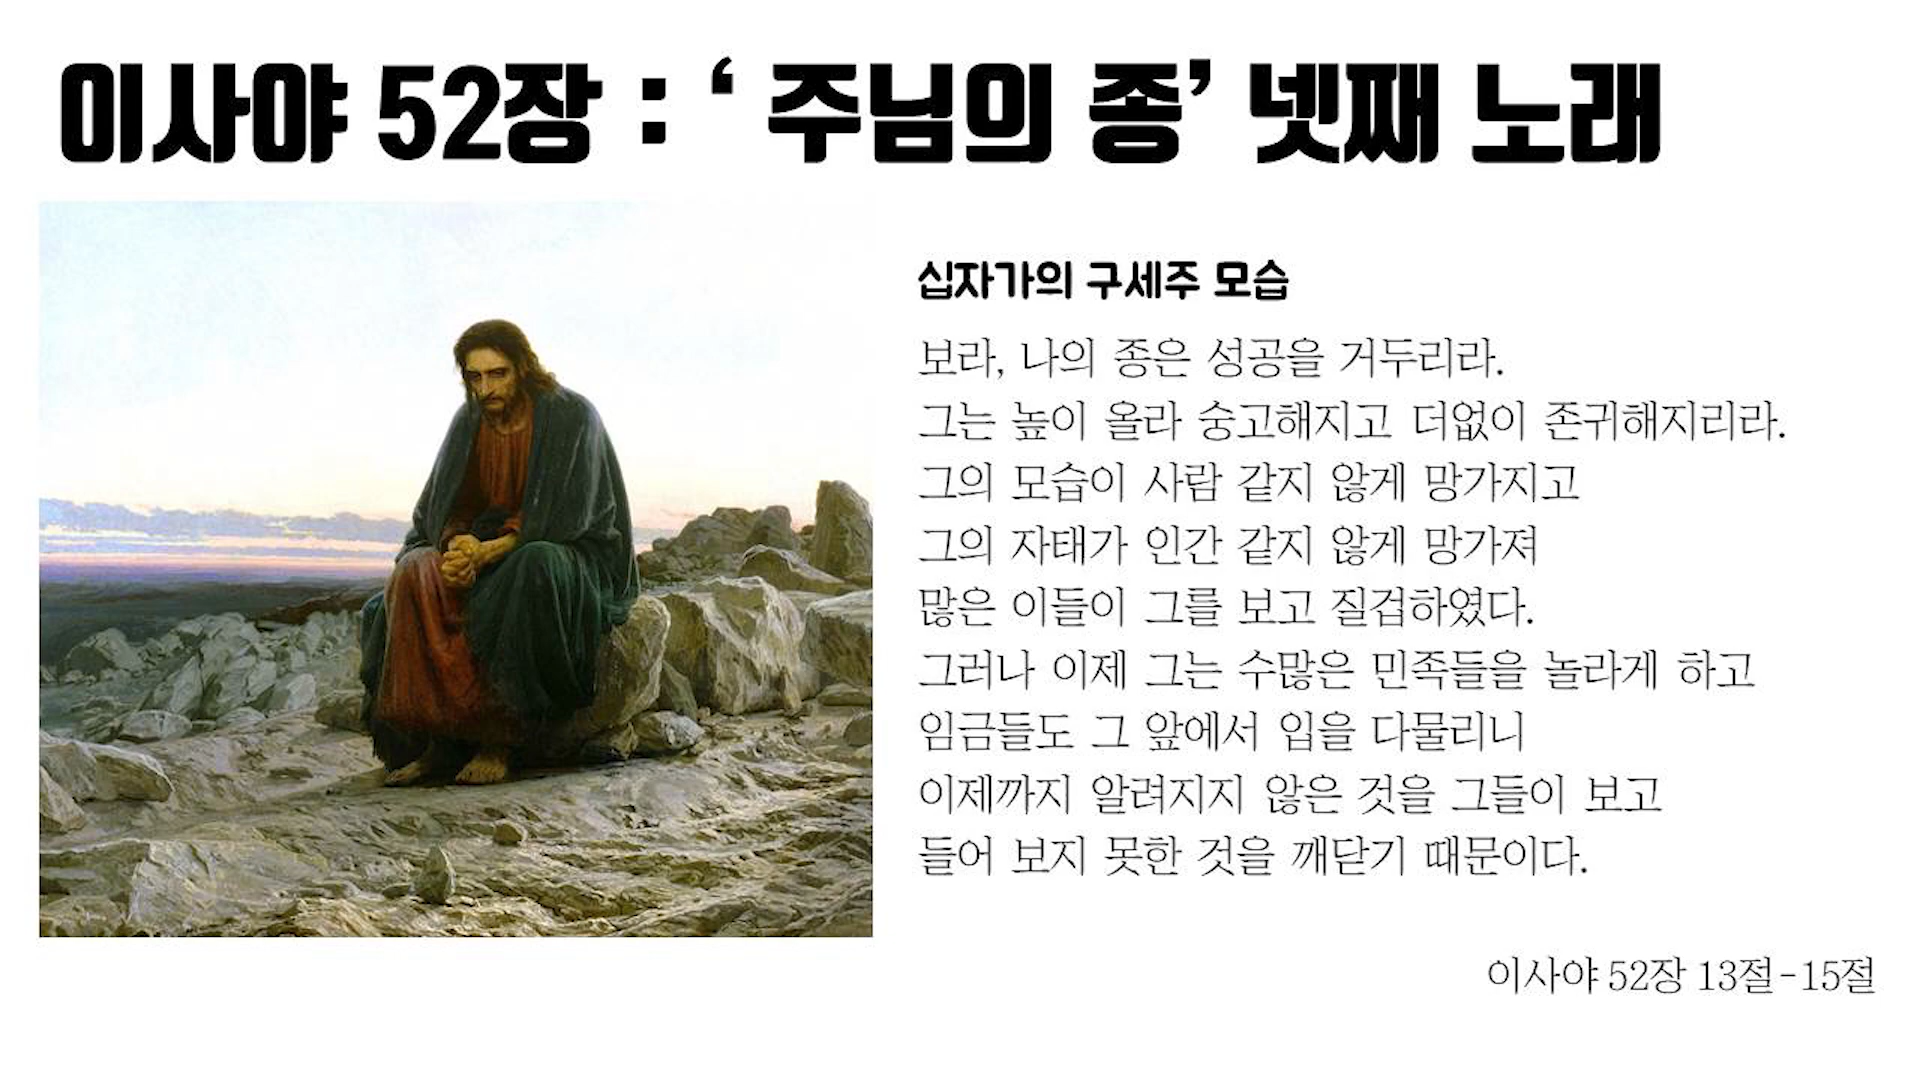 이사야 52장 : ‘ 주님의 종’ 넷째 노래
십자가의 구세주 모습
보라, 나의 종은 성공을 거두리라.
그는 높이 올라 숭고해지고 더없이 존귀해지리라.
그의 모습이 사람 같지 않게 망가지고
그의 자태가 인간 같지 않게 망가져
많은 이들이 그를 보고 질겁하였다.
그러나 이제 그는 수많은 민족들을 놀라게 하고
임금들도 그 앞에서 입을 다물리니
이제까지 알려지지 않은 것을 그들이 보고
들어 보지 못한 것을 깨닫기 때문이다.
이사야 52장 13절-15절